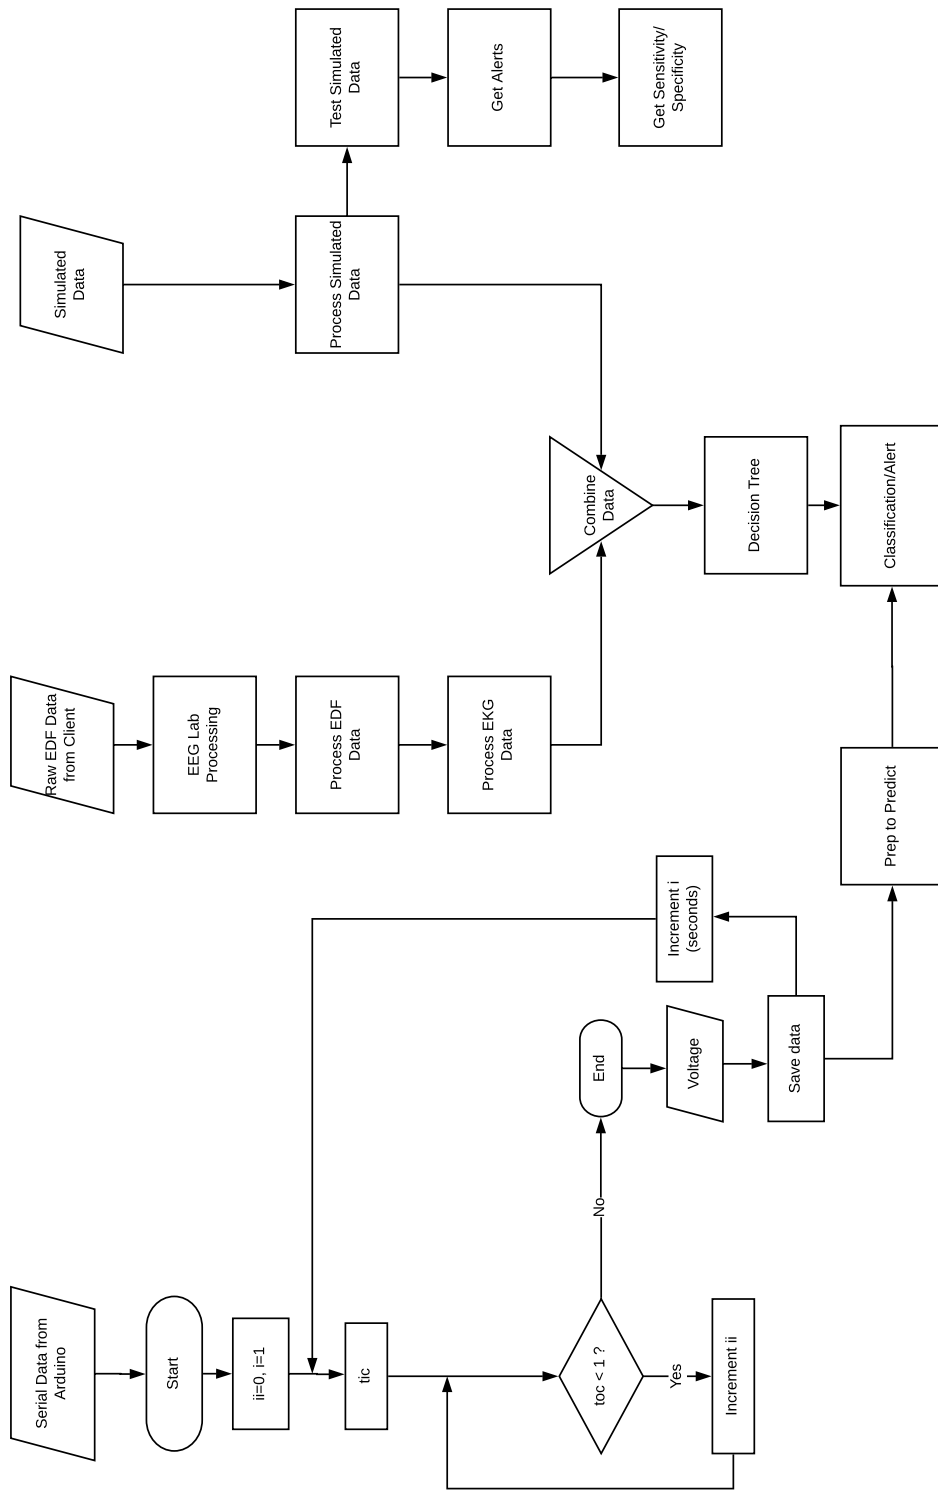 Serial Data from
Arduino
Start
ii=0, i=1
tic
toc < 1 ?
Yes
Increment ii
No
End
Voltage
Save data
Increment i
(seconds)
Prep to Predict
Raw EDF Data
from Client
EEG Lab
Processing
Process EDF
Data
Process EKG
Data
Combine
Data
Decision Tree
Classification/Alert
Simulated
Data
Process Simulated
Data
Test Simulated
Data
Get Alerts
Get Sensitivity/
Specificity